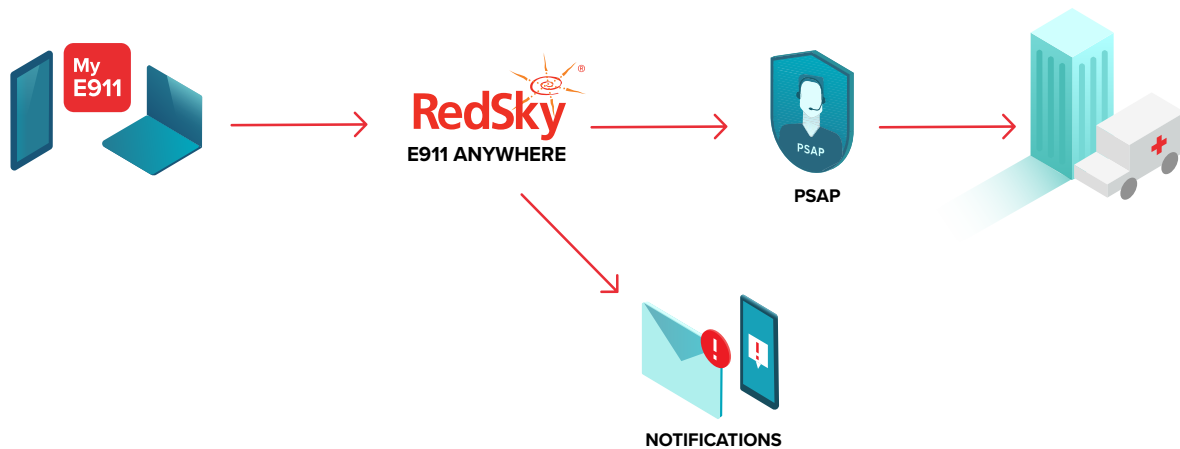 My
E911
RedSky®
E911 ANYWHERE
PSAP
PSAP
NOTIFICATIONS